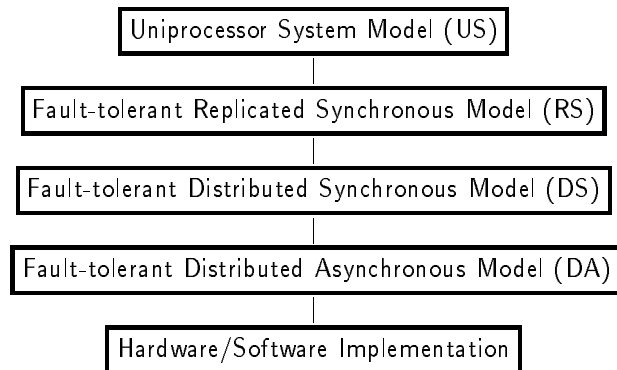 Uniprocessor System Model (US)
Fault-tolerant Replicated Synchronous Model (RS)
Fault-tolerant Distributed Synchronous Model (DS)
Fault-tolerant Distributed Asynchronous Model (DA)
Hardware/Software Implementation